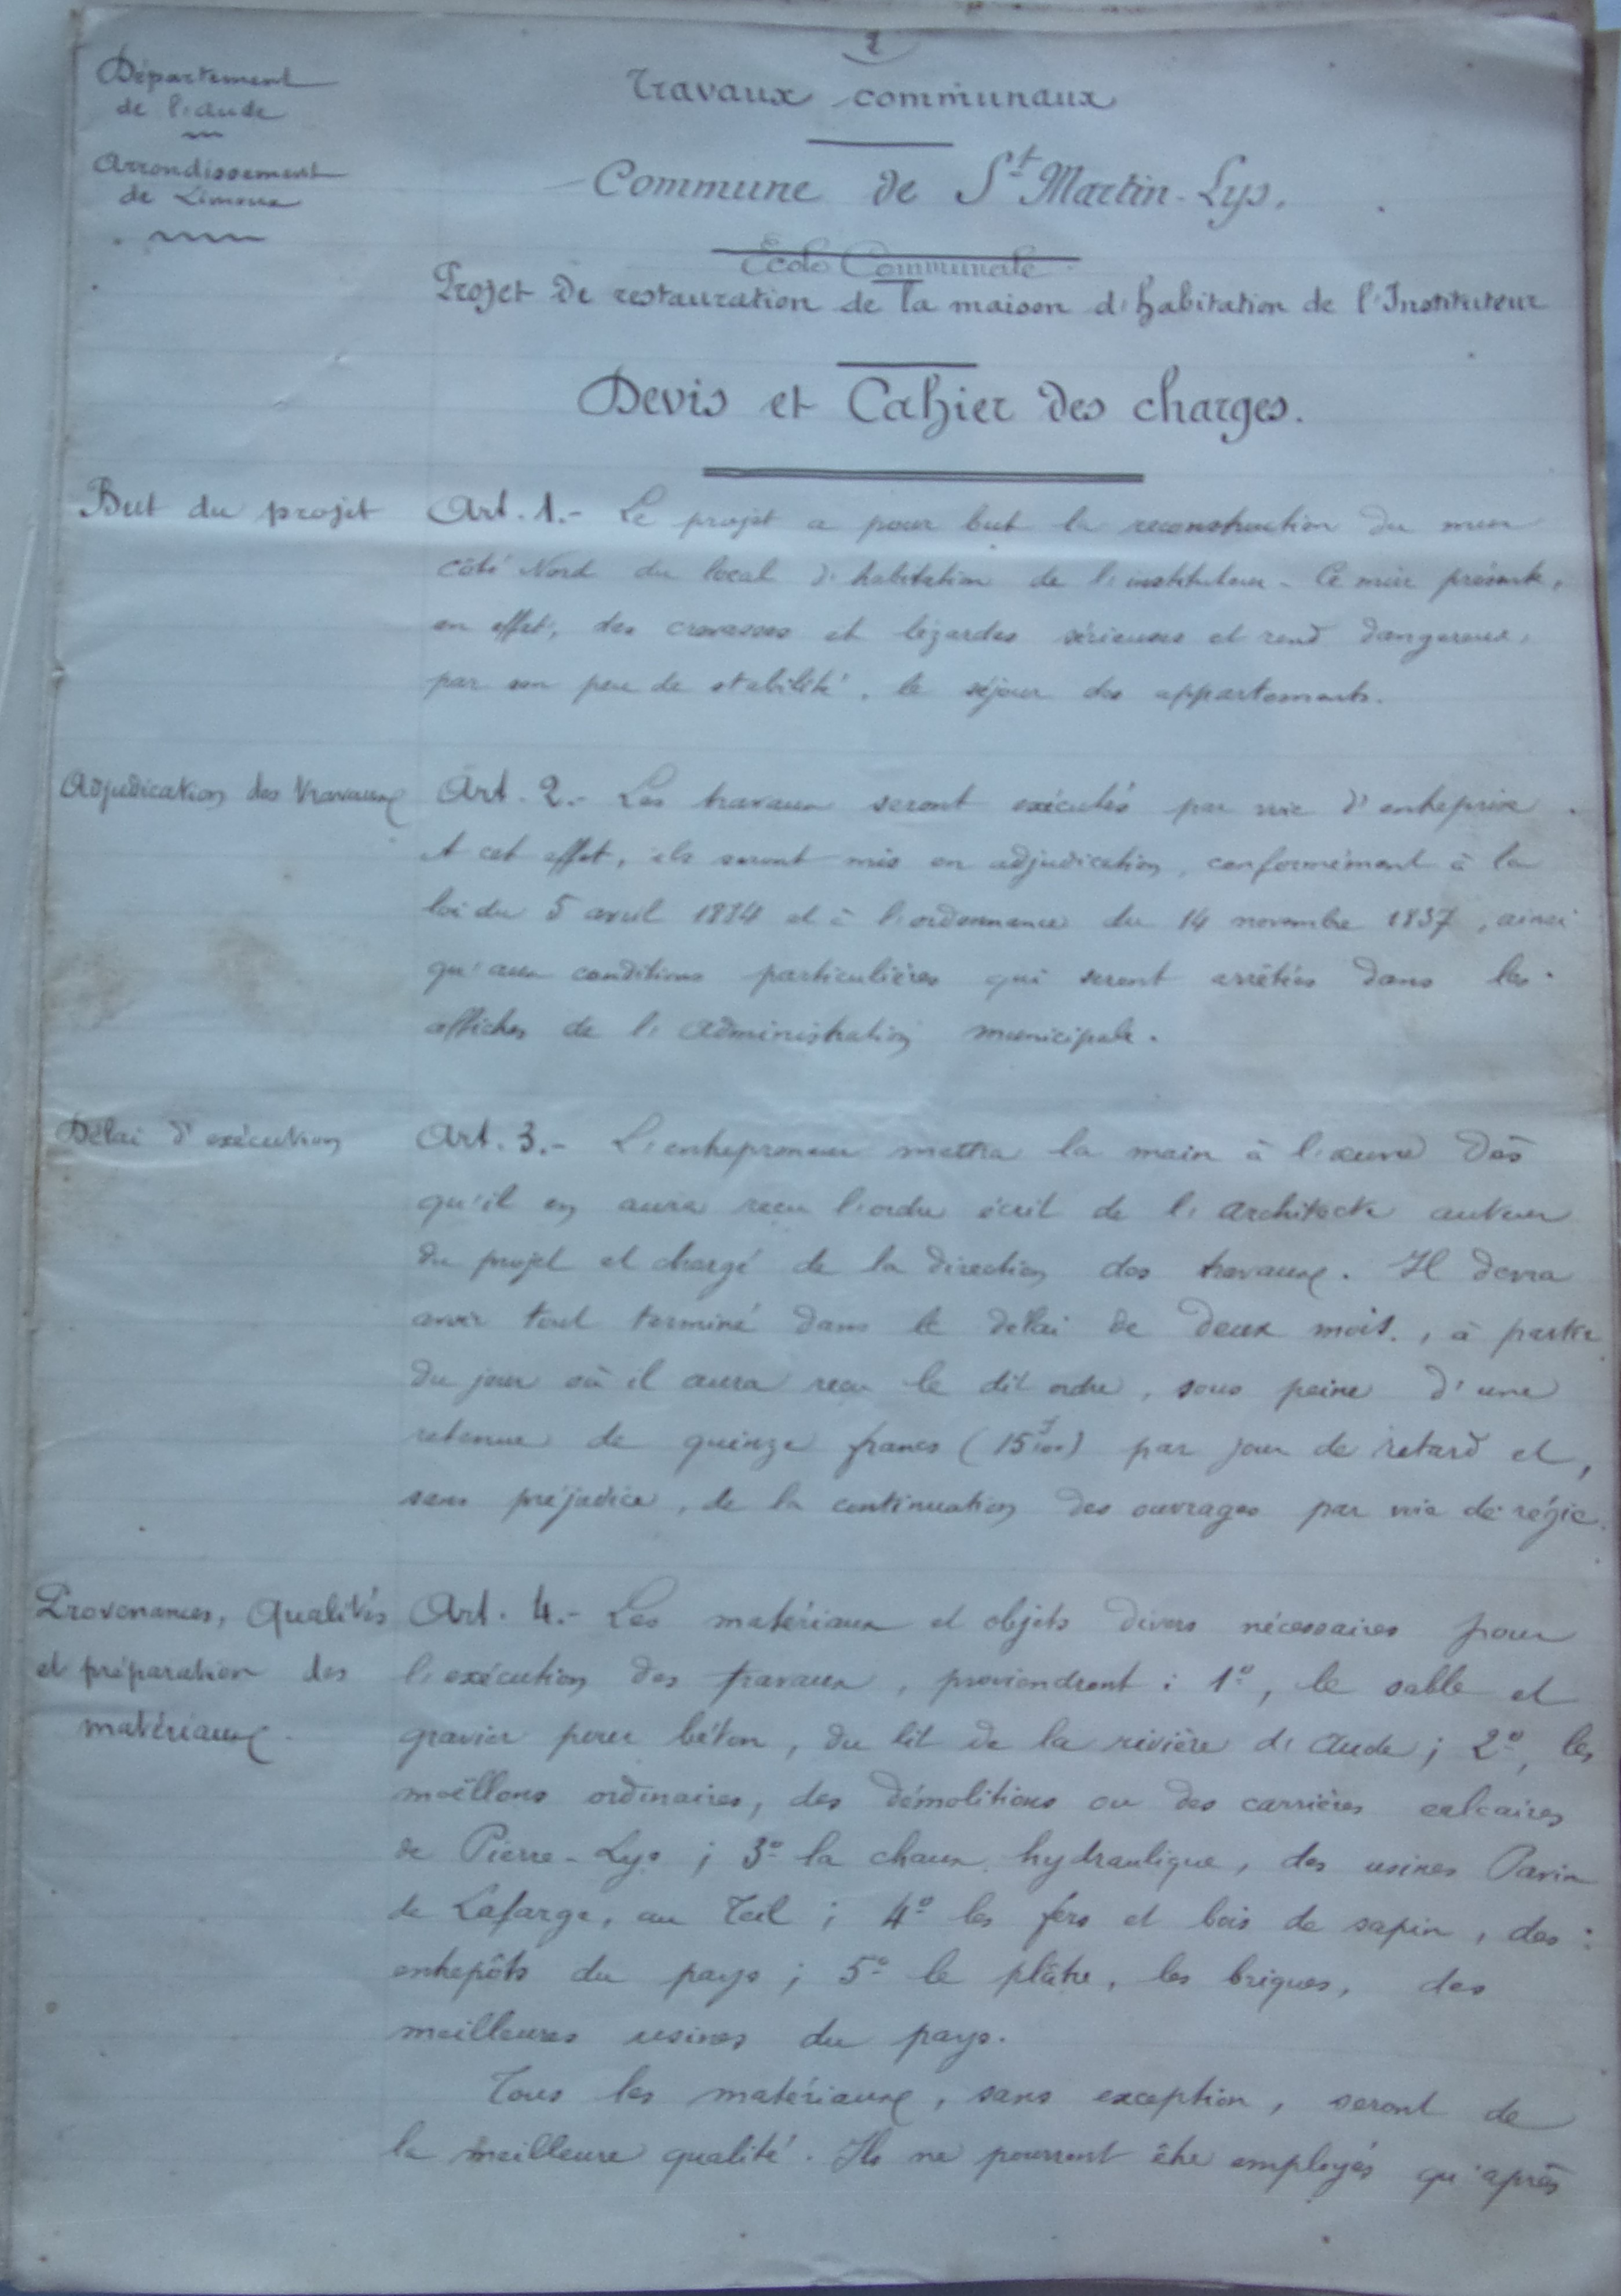 1
Département
de l'Aude
Arrondissement
de Limoux
Travaux communaux
Commune de St Martin-Lys.
Ecole Communale
Projet de restauration de la maison d'habitation de l'Instituteur
Devis et Cahier des charges.
But du projet
Art. 1.- Le projet a pour but la reconstruction du mur
côté Nord du local d'habitation de l'instituteur - Ce mur présente,
en effet, des crevasses et lézardes sérieuses et rend dangereux,
par son peu de stabilité, le séjour des appartements.
Adjudication des travaux
Art. 2.- Les travaux seront exécutés par voie d'entreprise.
A cet effet, ils seront mis en adjudication, conformément à la
loi du 5 avril 1884 et à l'ordonnance du 14 novembre 1837, ainsi
qu'aux conditions particulières qui seront arrêtées dans les
affiches de l'Administration municipale.
Délai d'exécution
Art. 3.- L'entrepreneur mettra la main à l'œuvre dès
qu'il en aura reçu l'ordre écrit de l'Architecte auteur
du projet et chargé de la direction des travaux. Il devra
avoir tout terminé dans le délai de deux mois., à partir
du jour où il aura reçu le dit ordre, sous peine d'une
retenue de quinze francs (15f00) par jour de retard et,
sans préjudice, de la continuation des ouvrages par voie de régie.
Provenances, Qualités
et préparation des
matériaux.
Art. 4.- Les matériaux et objets divers nécessaires pour
l'exécution des travaux, proviendront : 1º, le sable et
gravier pour béton, du lit de la rivière d'Aude ; 2º, les
moëllons ordinaires, des démolitions ou des carrières calcaires
de Pierre-Lys ; 3º la chaux hydraulique, des usines Pavin
de Lafarge, au Teil ; 4º les fers et bois de sapin, des
entrepôts du pays ; 5º le plâtre, les briques, des
meilleures usines du pays.
Tous les matériaux, sans exception, seront de
la meilleure qualité. Ils ne pourront être employés qu'après